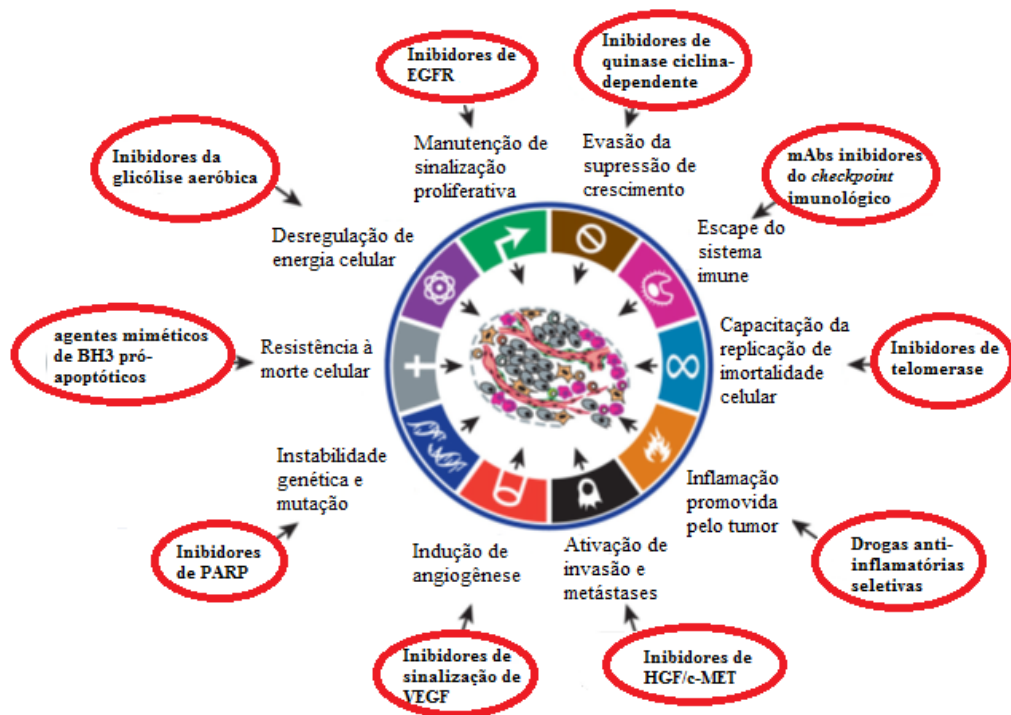 Inibidores de
EGFR
Inibidores de
quinase ciclina-
dependente
Manutenção de
sinalização
proliferativa
Evasão da
supressão de
crescimento
Inibidores da
glicólise aeróbica
mAbs inibidores
do checkpoint
imunológico
Desregulação de
energia celular
Escape do
sistema
imune
agentes miméticos
de BH3 pró-
apoptóticos
Resistência à
morte celular
Capacitação da
replicação de
imortalidade
celular
Inibidores de
telomerase
Instabilidade
genética e
mutação
Inflamação
promovida
pelo tumor
Inibidores
de PARP
Indução de
angiogênese
Ativação de
invasão e
metástases
Drogas anti-
inflamatórias
seletivas
Inibidores de
sinalização de
VEGF
Inibidores de
HGF/c-MET